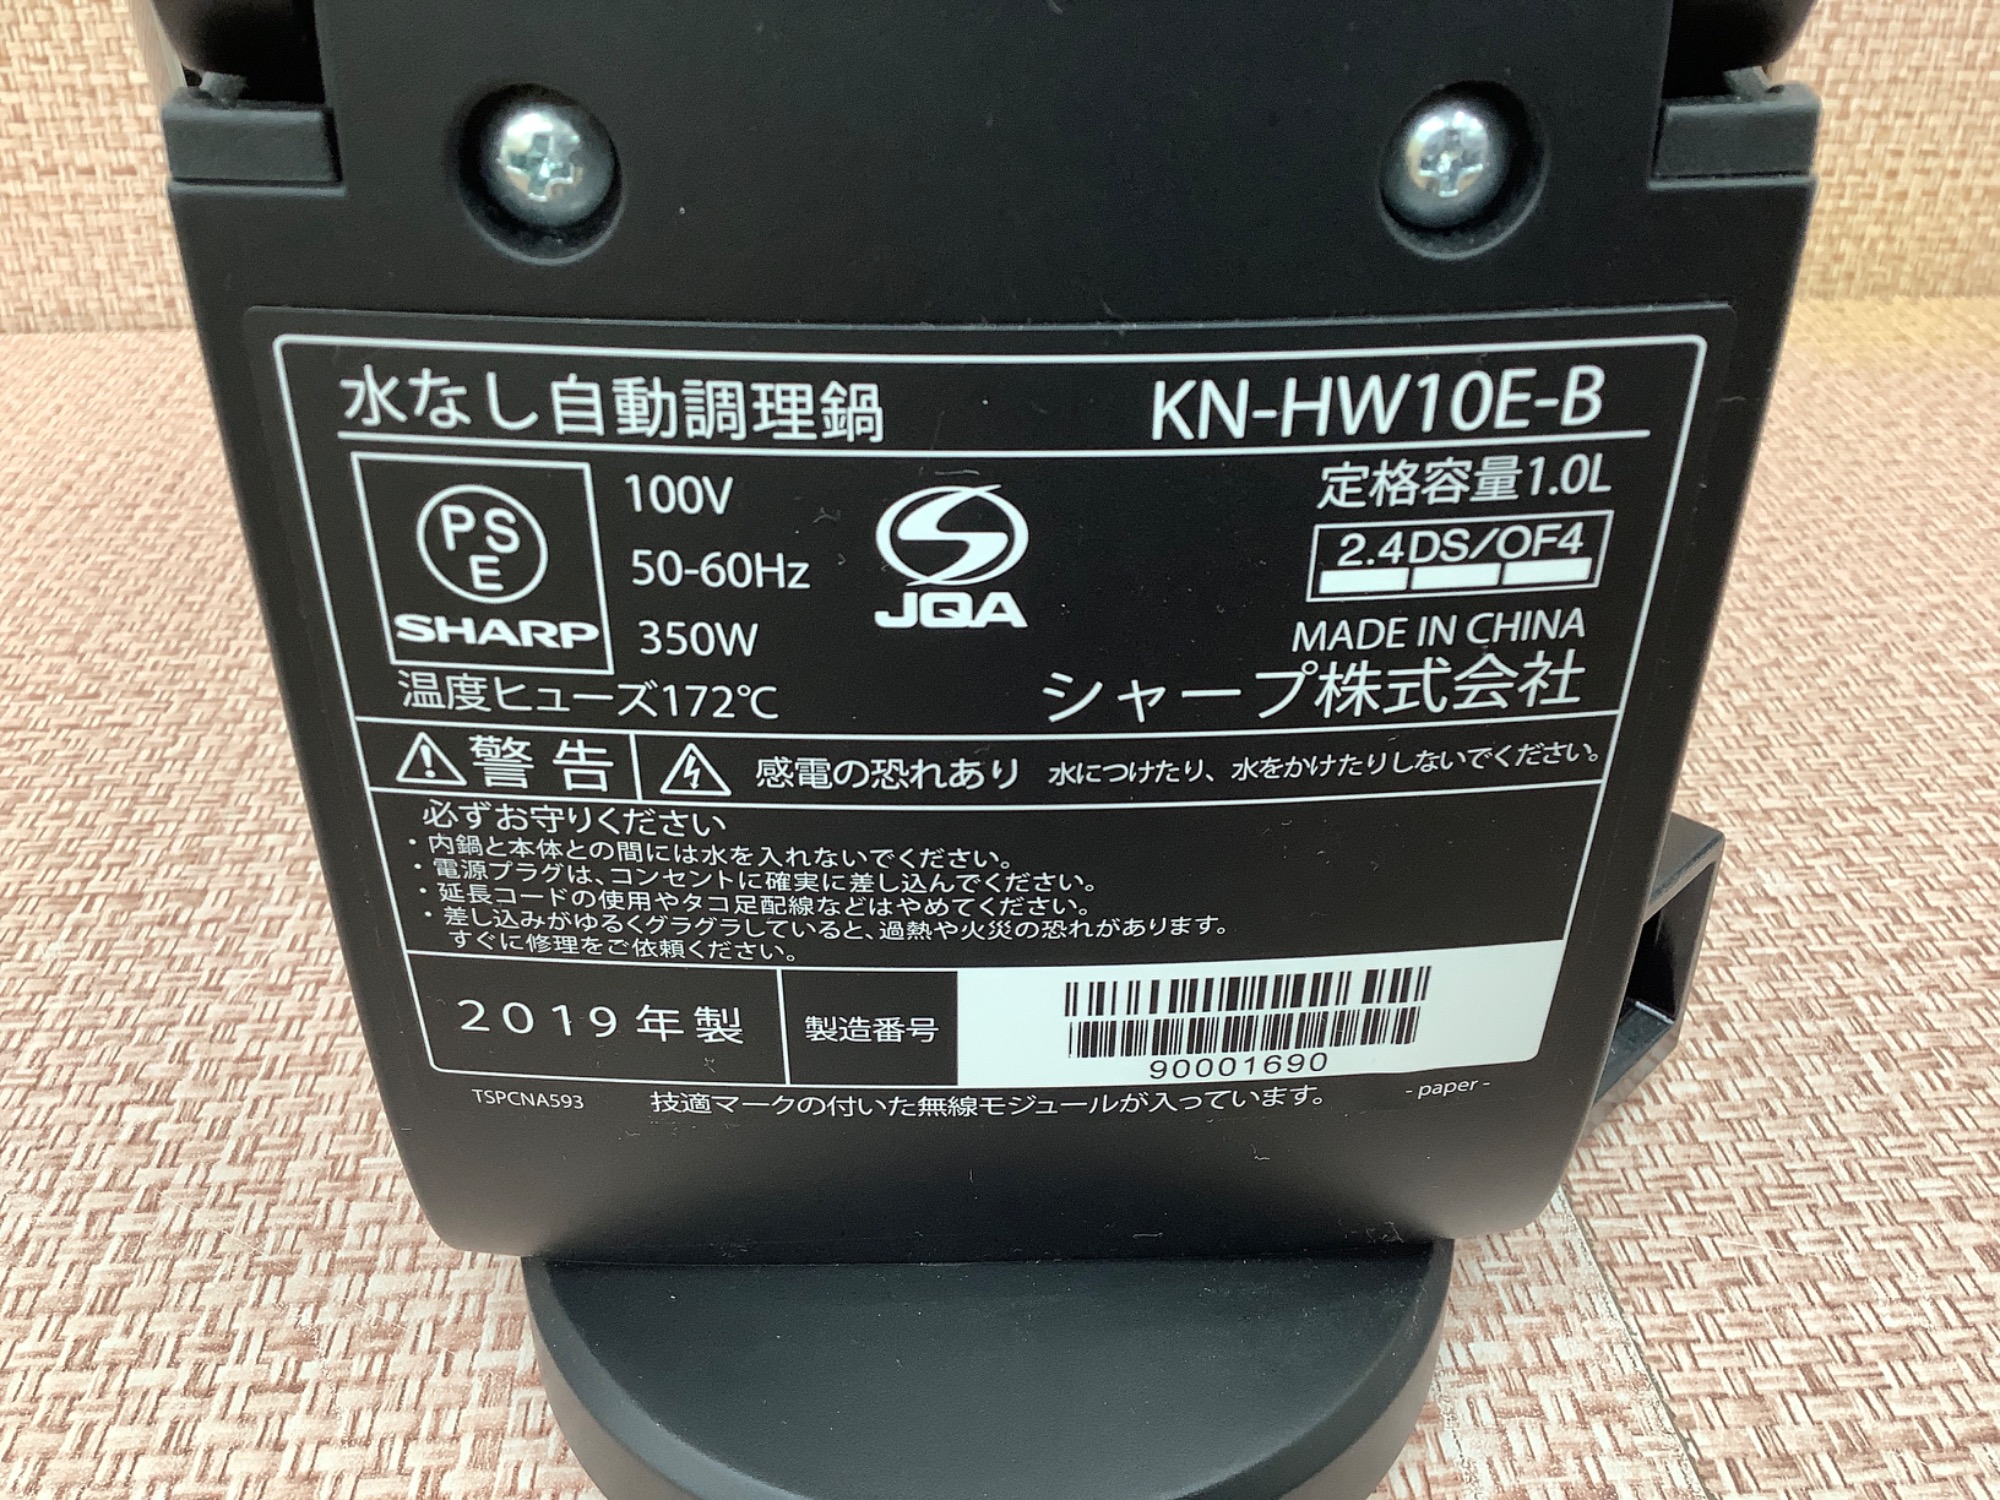 水なし自動調理鍋 KN-HW10E-B
PSE
SHARP
100V
50-60Hz
350W
温度ヒューズ172℃
JQA
定格容量1.0L
2.4DS/OF4
MADE IN CHINA
シャープ株式会社
警告 感電の恐れあり 水につけたり、水をかけたりしないでください。
必ずお守りください
・内鍋と本体との間には水を入れないでください。
・電源プラグは、コンセントに確実に差し込んでください。
・延長コードの使用やタコ足配線などはやめてください。
・差し込みがゆるくグラグラしていると、過熱や火災の恐れがあります。
すぐに修理をご依頼ください。
2019年製 製造番号 90001690
TSPCNA593 技適マークの付いた無線モジュールが入っています。 - paper -